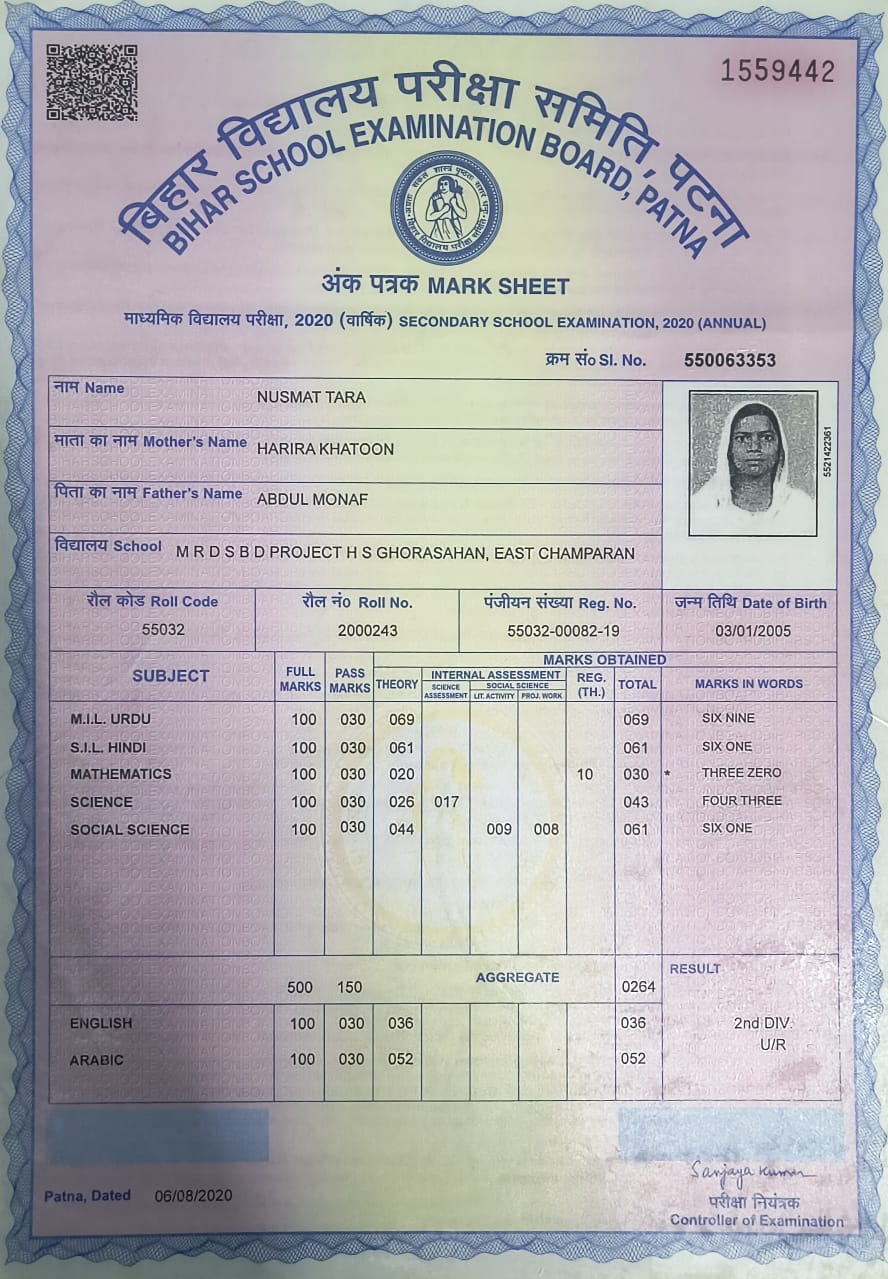 1559442
बिहार विद्यालय परीक्षा समिति, पटना
BIHAR SCHOOL EXAMINATION BOARD, PATNA
अंक पत्रक MARK SHEET
माध्यमिक विद्यालय परीक्षा, 2020 (वार्षिक) SECONDARY SCHOOL EXAMINATION, 2020 (ANNUAL)
क्रम सं० Sl. No. 550063353
नाम Name NUSMAT TARA
माता का नाम Mother's Name HARIRA KHATOON
पिता का नाम Father's Name ABDUL MONAF
विद्यालय School M R D S B D PROJECT H S GHORASAHAN, EAST CHAMPARAN
5521422361
रौल कोड Roll Code रौल नं० Roll No. पंजीयन संख्या Reg. No. जन्म तिथि Date of Birth
55032 2000243 55032-00082-19 03/01/2005
SUBJECT FULL MARKS PASS MARKS MARKS OBTAINED
THEORY INTERNAL ASSESSMENT REG. (TH.) TOTAL MARKS IN WORDS
SCIENCE ASSESSMENT SOCIAL SCIENCE
LIT. ACTIVITY PROJ. WORK
M.I.L. URDU 100 030 069 069 SIX NINE
S.I.L. HINDI 100 030 061 061 SIX ONE
MATHEMATICS 100 030 020 10 030 * THREE ZERO
SCIENCE 100 030 026 017 043 FOUR THREE
SOCIAL SCIENCE 100 030 044 009 008 061 SIX ONE
500 150 AGGREGATE 0264 RESULT
ENGLISH 100 030 036 036 2nd DIV.
U/R
ARABIC 100 030 052 052
Sanjaya Kumar
Patna, Dated 06/08/2020
परीक्षा नियंत्रक
Controller of Examination